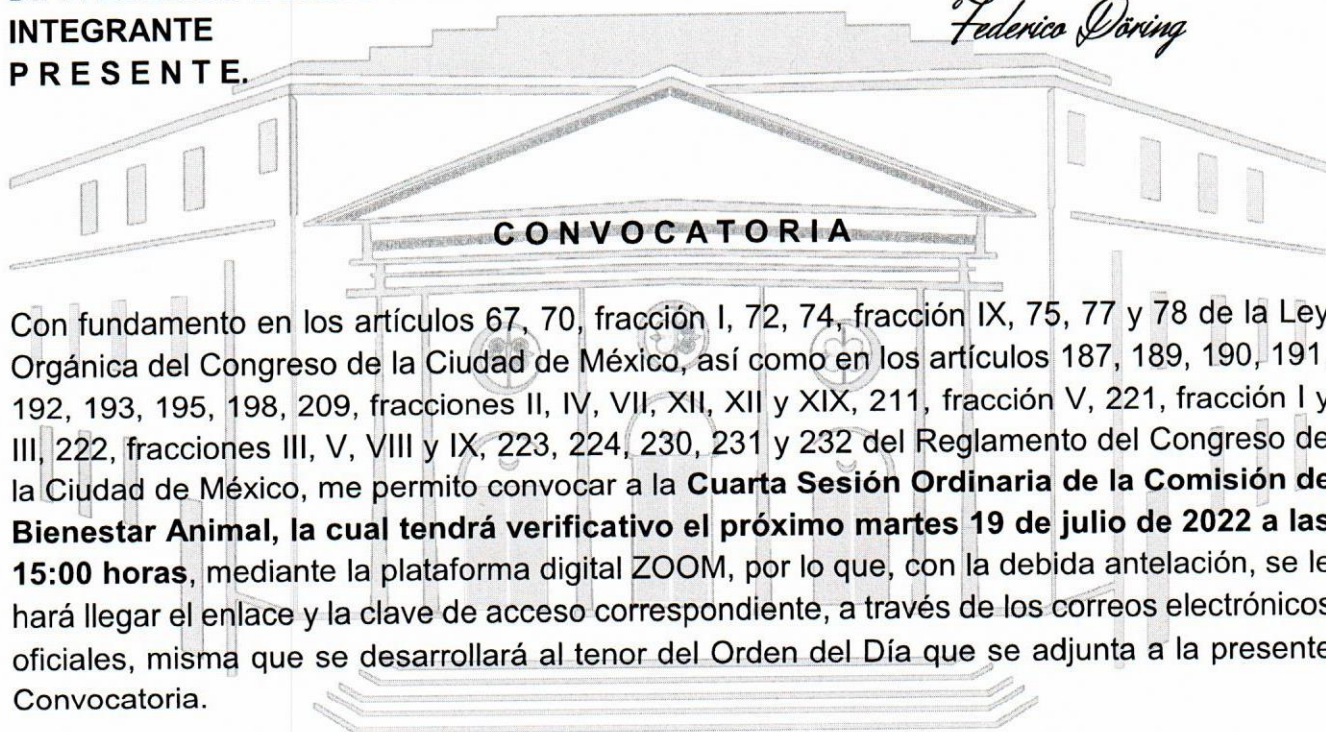 INTEGRANTE
P R E S E N T E.
Federico Döring
C O N V O C A T O R I A
Con fundamento en los artículos 67, 70, fracción I, 72, 74, fracción IX, 75, 77 y 78 de la Ley
Orgánica del Congreso de la Ciudad de México, así como en los artículos 187, 189, 190, 191,
192, 193, 195, 198, 209, fracciones II, IV, VII, XII, XII y XIX, 211, fracción V, 221, fracción I y
III, 222, fracciones III, V, VIII y IX, 223, 224, 230, 231 y 232 del Reglamento del Congreso de
la Ciudad de México, me permito convocar a la Cuarta Sesión Ordinaria de la Comisión de
Bienestar Animal, la cual tendrá verificativo el próximo martes 19 de julio de 2022 a las
15:00 horas, mediante la plataforma digital ZOOM, por lo que, con la debida antelación, se le
hará llegar el enlace y la clave de acceso correspondiente, a través de los correos electrónicos
oficiales, misma que se desarrollará al tenor del Orden del Día que se adjunta a la presente
Convocatoria.